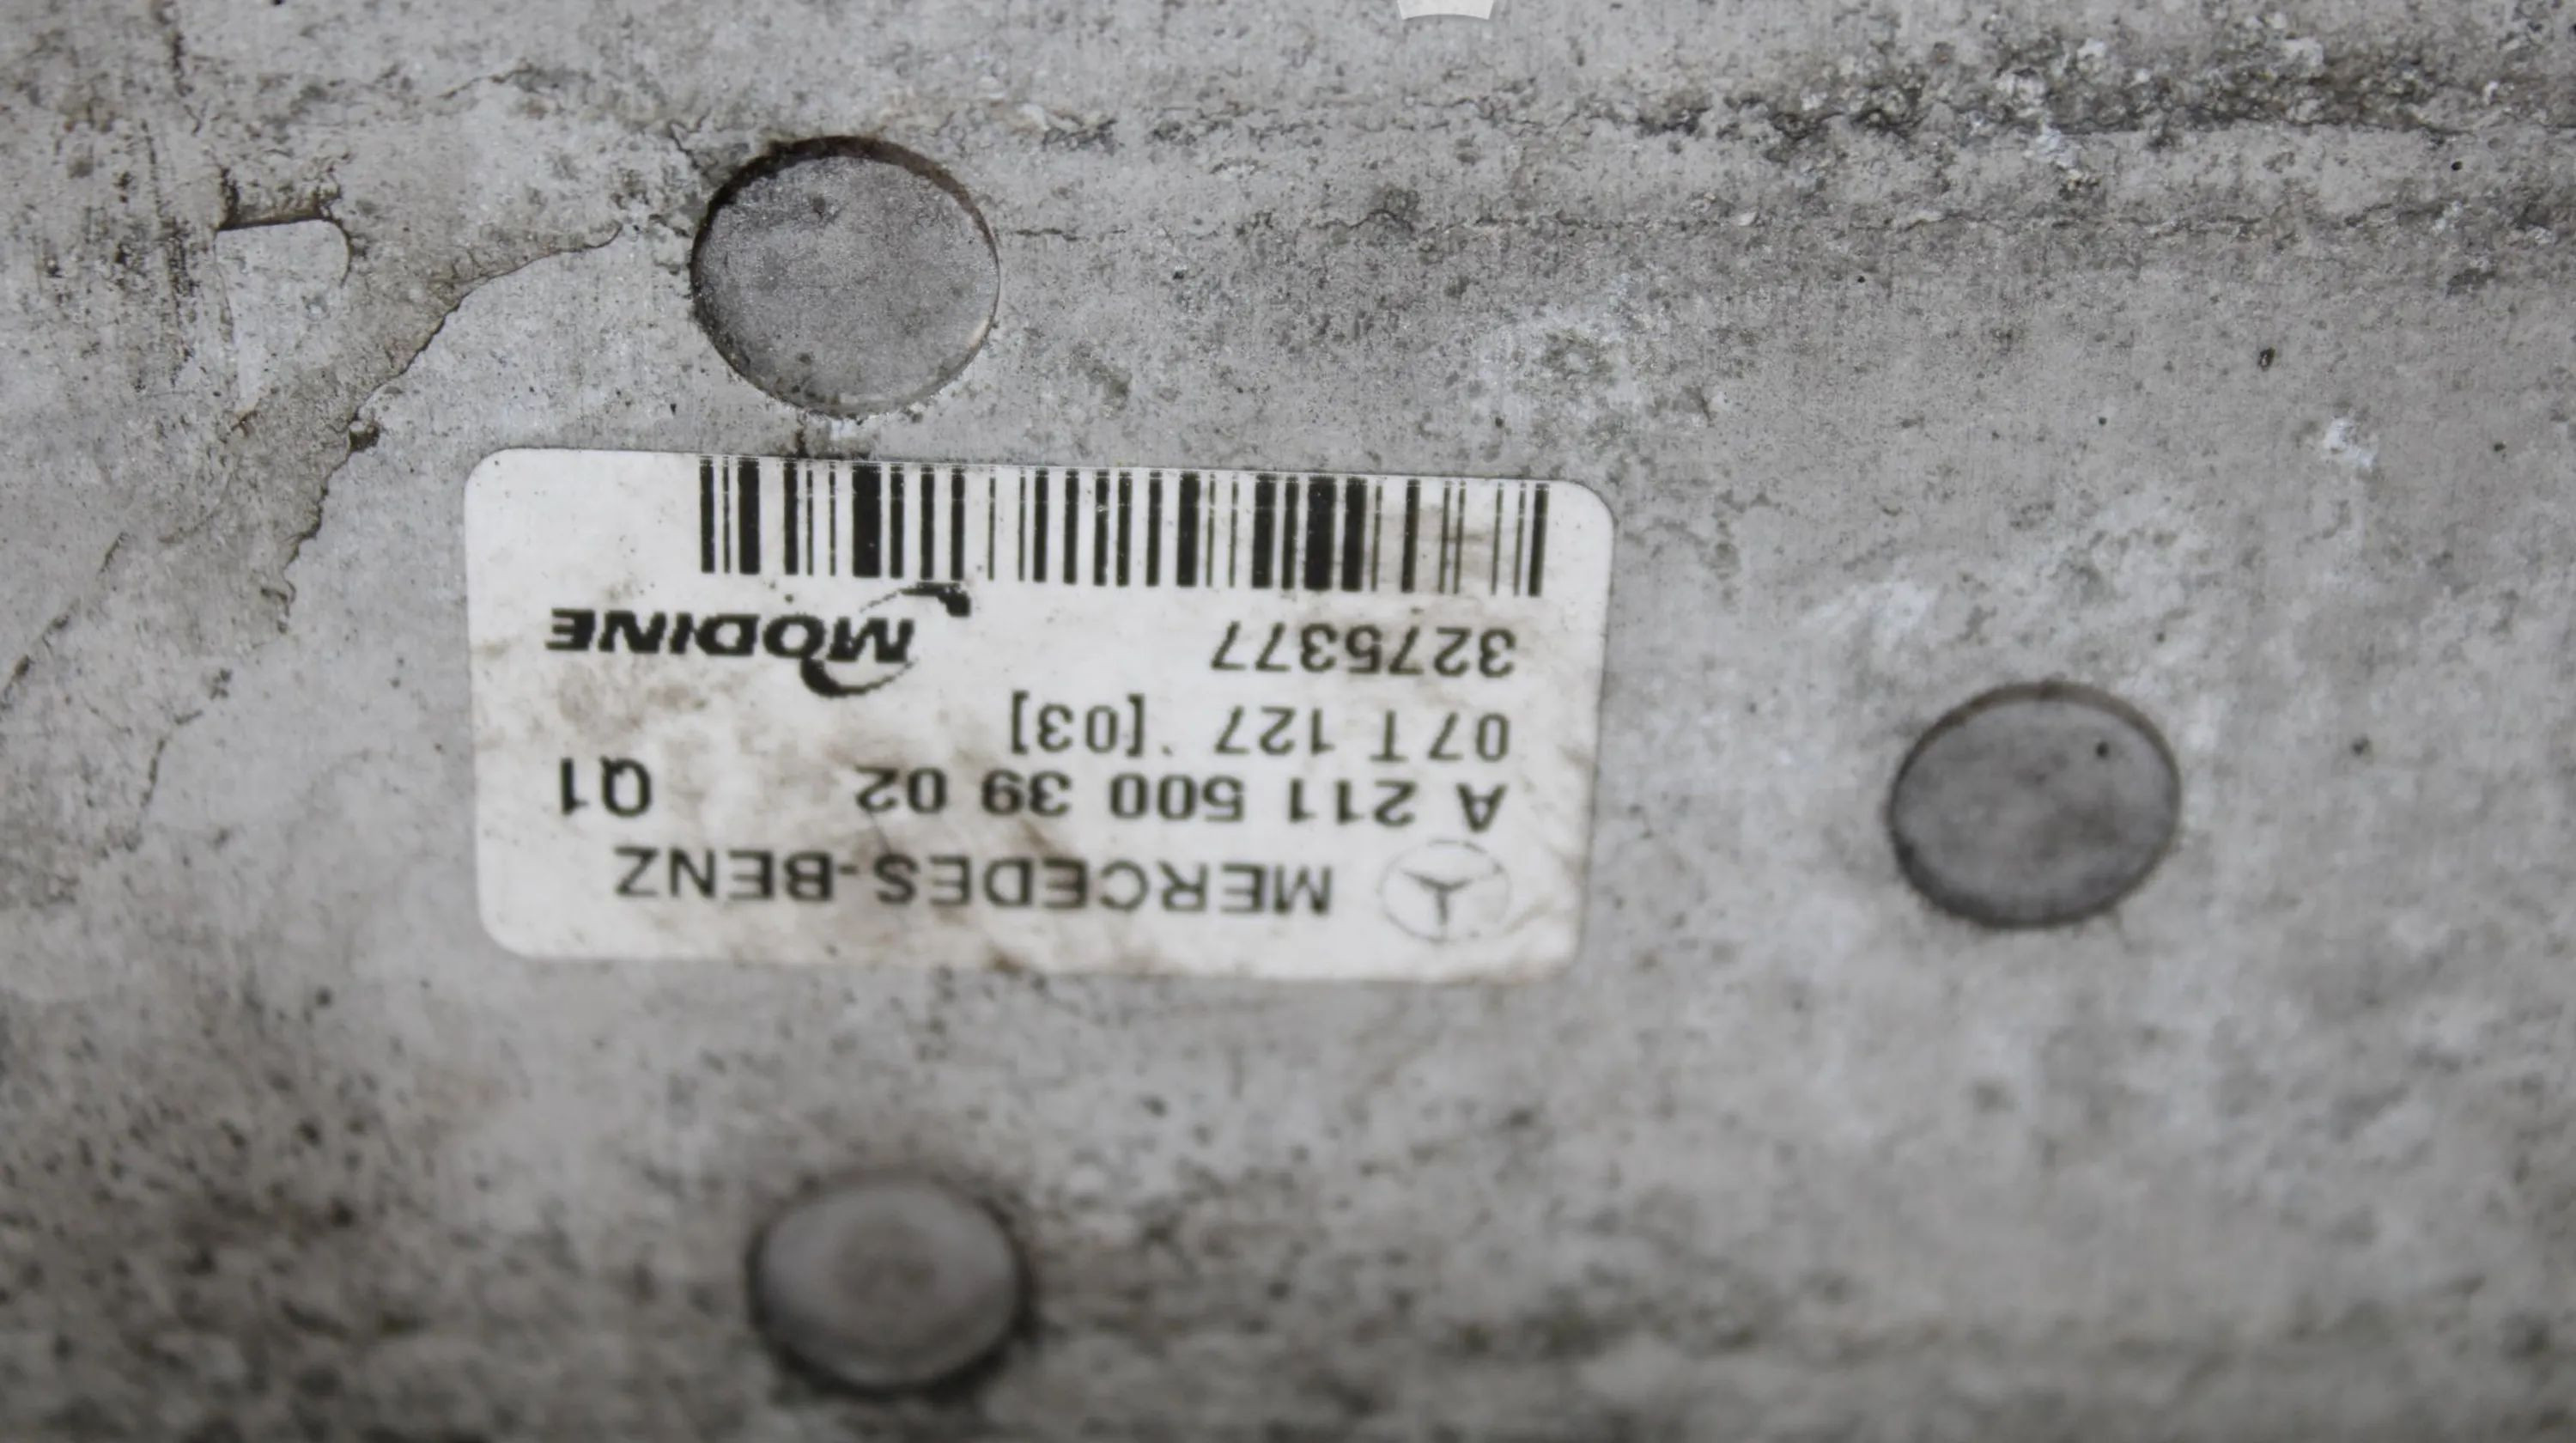 MERCEDES-BENZ
A 211 500 39 02 Q1
07T 127 [03]
3275377 MODINE